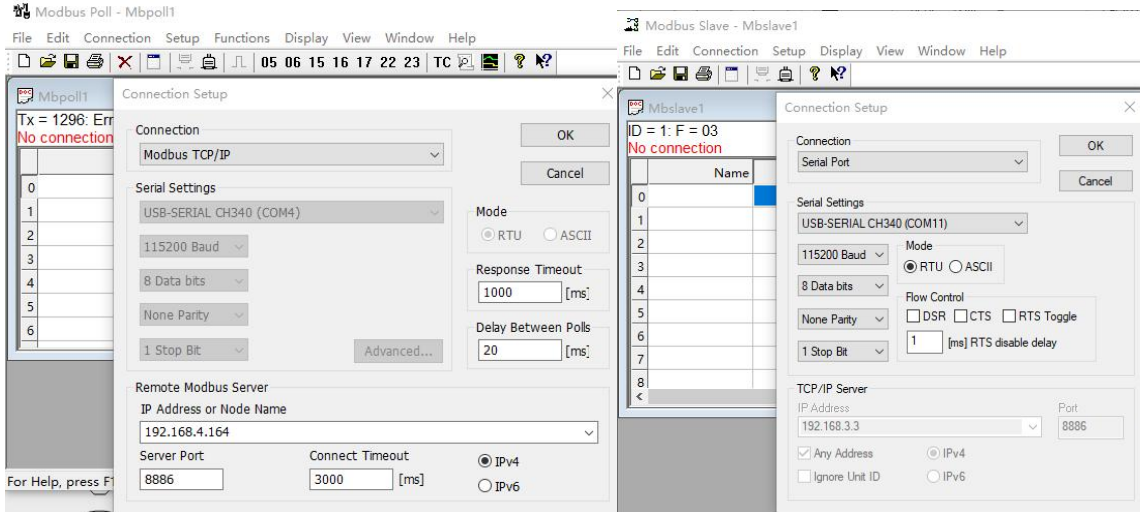 Modbus Poll - Mbpoll1
File Edit Connection Setup Functions Display View Window Help
05 06 15 16 17 22 23 TC
Mbpoll1
Tx = 1296: Err
No connection
0
1
2
3
4
5
6
For Help, press F1
Connection Setup
Connection
Modbus TCP/IP
OK
Cancel
Serial Settings
USB-SERIAL CH340 (COM4)
115200 Baud
8 Data bits
None Parity
1 Stop Bit
Advanced...
Mode
RTU ASCII
Response Timeout
1000 [ms]
Delay Between Polls
20 [ms]
Remote Modbus Server
IP Address or Node Name
192.168.4.164
Server Port Connect Timeout
8886 3000 [ms]
IPv4
IPv6
Modbus Slave - Mbslave1
File Edit Connection Setup Display View Window Help
Mbslave1
ID = 1: F = 03
No connection
Name
0
1
2
3
4
5
6
7
8
Connection Setup
Connection
Serial Port
OK
Cancel
Serial Settings
USB-SERIAL CH340 (COM11)
115200 Baud
8 Data bits
None Parity
1 Stop Bit
Mode
RTU ASCII
Flow Control
DSR CTS RTS Toggle
1 [ms] RTS disable delay
TCP/IP Server
IP Address Port
192.168.3.3 8886
Any Address IPv4
Ignore Unit ID IPv6